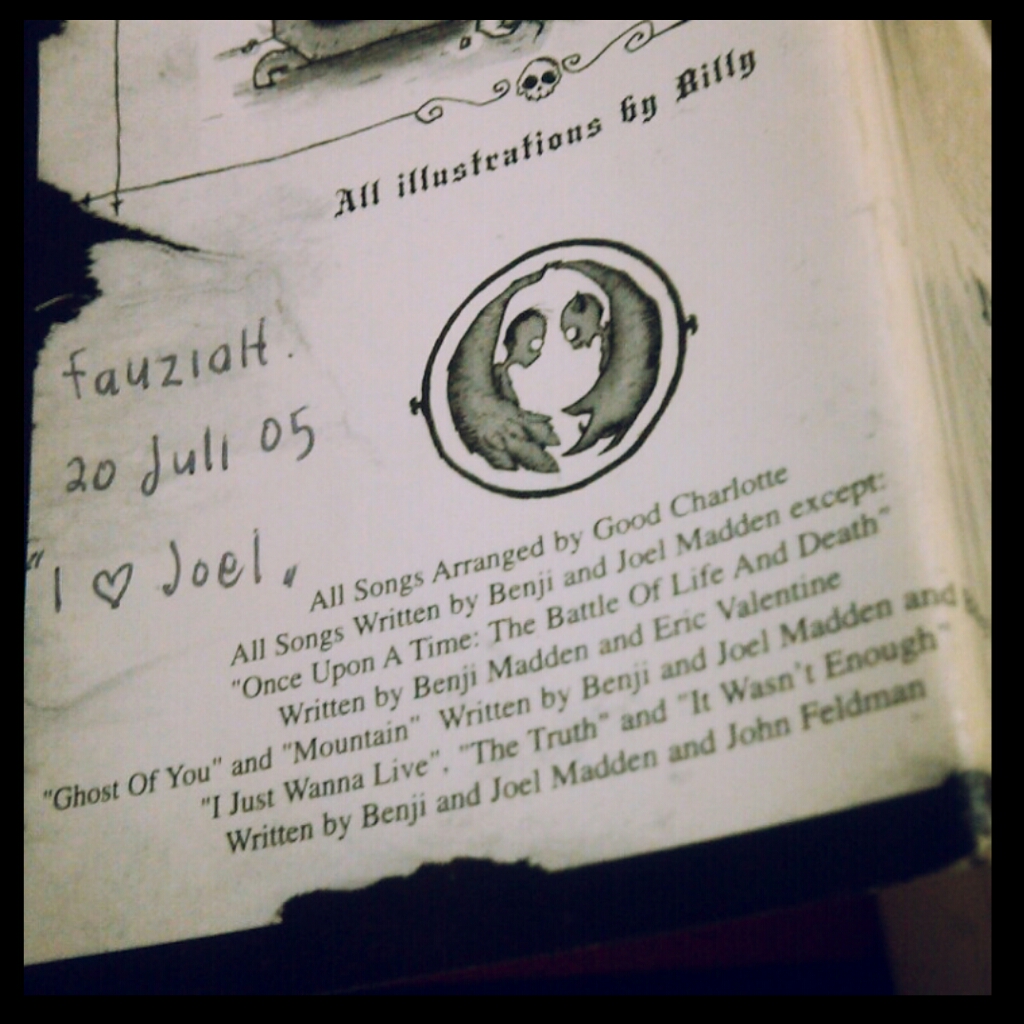 All illustrations by Billy
fauziah.
20 Juli 05
"I ♡ Joel"
All Songs Arranged by Good Charlotte
All Songs Written by Benji and Joel Madden except:
"Once Upon A Time: The Battle Of Life And Death"
Written by Benji Madden and Eric Valentine
"Ghost Of You" and "Mountain" Written by Benji and Joel Madden and
"I Just Wanna Live". "The Truth" and "It Wasn't Enough"
Written by Benji and Joel Madden and John Feldman